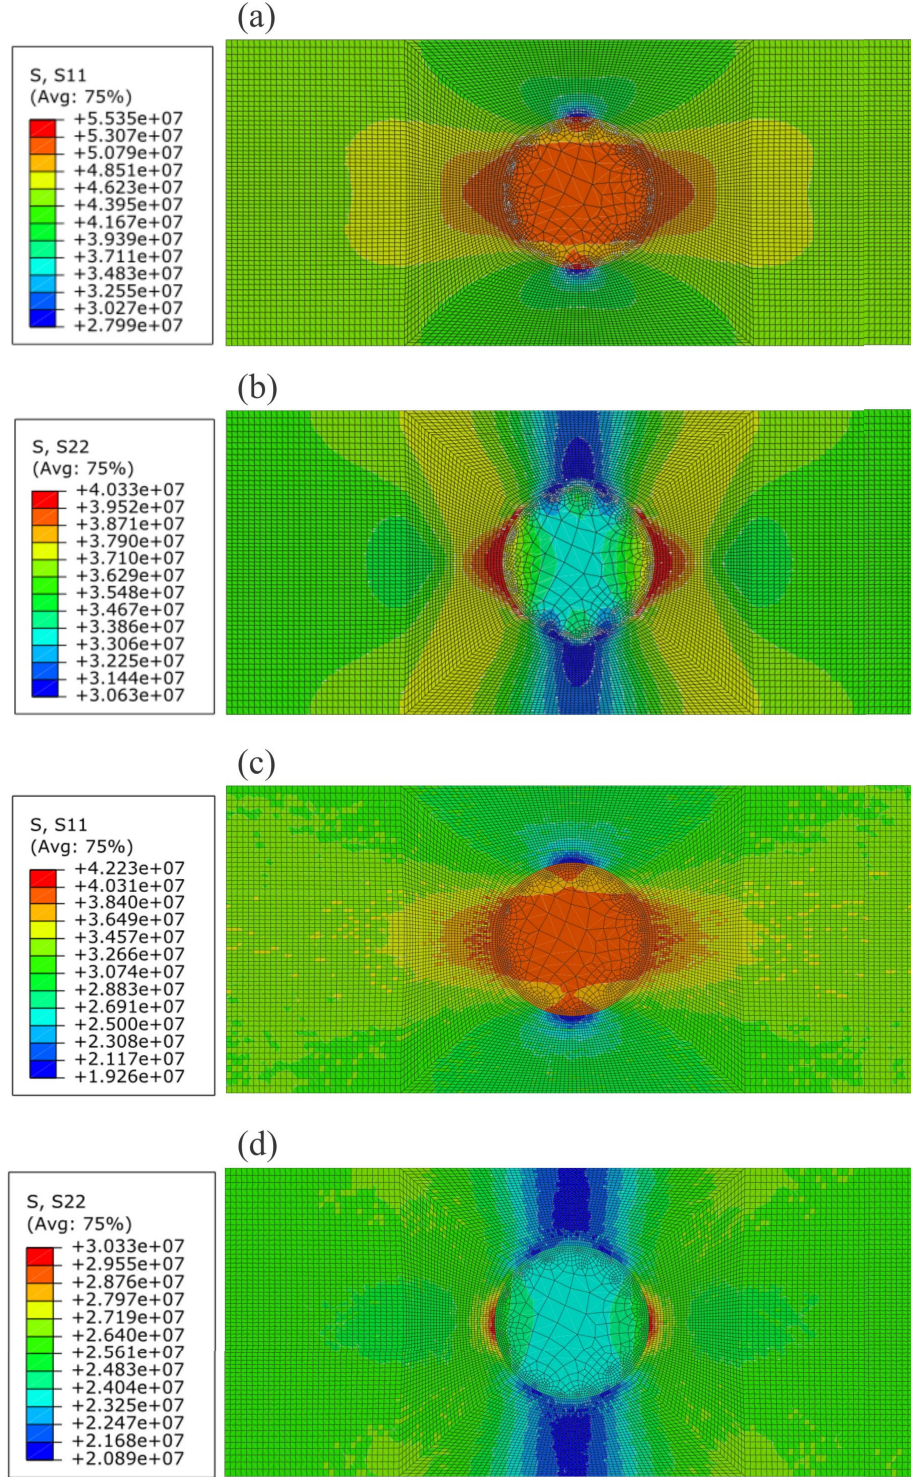 (a)
S, S11
(Avg: 75%)
+5.535e+07
+5.307e+07
+5.079e+07
+4.851e+07
+4.623e+07
+4.395e+07
+4.167e+07
+3.939e+07
+3.711e+07
+3.483e+07
+3.255e+07
+3.027e+07
+2.799e+07
(b)
S, S22
(Avg: 75%)
+4.033e+07
+3.952e+07
+3.871e+07
+3.790e+07
+3.710e+07
+3.629e+07
+3.548e+07
+3.467e+07
+3.386e+07
+3.306e+07
+3.225e+07
+3.144e+07
+3.063e+07
(c)
S, S11
(Avg: 75%)
+4.223e+07
+4.031e+07
+3.840e+07
+3.649e+07
+3.457e+07
+3.266e+07
+3.074e+07
+2.883e+07
+2.691e+07
+2.500e+07
+2.308e+07
+2.117e+07
+1.926e+07
(d)
S, S22
(Avg: 75%)
+3.033e+07
+2.955e+07
+2.876e+07
+2.797e+07
+2.719e+07
+2.640e+07
+2.561e+07
+2.483e+07
+2.404e+07
+2.325e+07
+2.247e+07
+2.168e+07
+2.089e+07